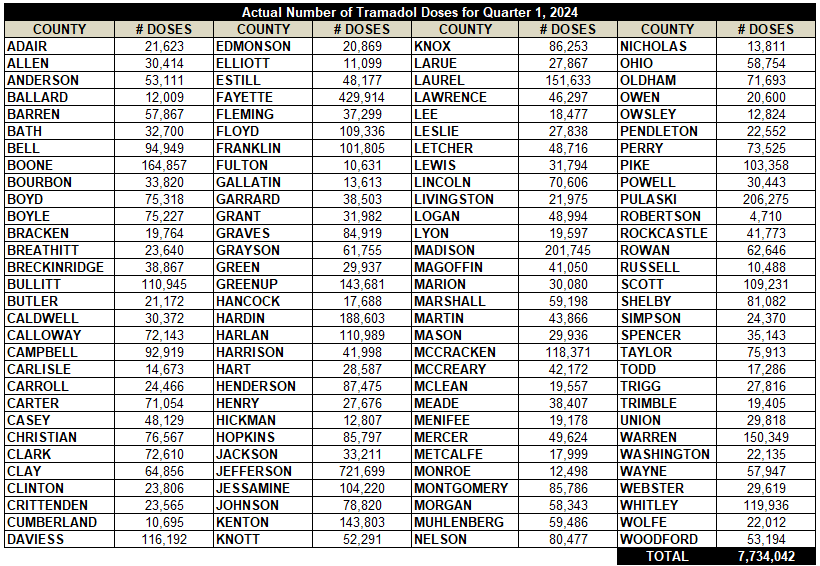 Actual Number of Tramadol Doses for Quarter 1, 2024
COUNTY # DOSES COUNTY # DOSES COUNTY # DOSES COUNTY # DOSES
ADAIR 21,623 EDMONSON 20,869 KNOX 86,253 NICHOLAS 13,811
ALLEN 30,414 ELLIOTT 11,099 LARUE 27,867 OHIO 58,754
ANDERSON 53,111 ESTILL 48,177 LAUREL 151,633 OLDHAM 71,693
BALLARD 12,009 FAYETTE 429,914 LAWRENCE 46,297 OWEN 20,600
BARREN 57,867 FLEMING 37,299 LEE 18,477 OWSLEY 12,824
BATH 32,700 FLOYD 109,336 LESLIE 27,838 PENDLETON 22,552
BELL 94,949 FRANKLIN 101,805 LETCHER 48,716 PERRY 73,525
BOONE 164,857 FULTON 10,631 LEWIS 31,794 PIKE 103,358
BOURBON 33,820 GALLATIN 13,613 LINCOLN 70,606 POWELL 30,443
BOYD 75,318 GARRARD 38,503 LIVINGSTON 21,975 PULASKI 206,275
BOYLE 75,227 GRANT 31,982 LOGAN 48,994 ROBERTSON 4,710
BRACKEN 19,764 GRAVES 84,919 LYON 19,597 ROCKCASTLE 41,773
BREATHITT 23,640 GRAYSON 61,755 MADISON 201,745 ROWAN 62,646
BRECKINRIDGE 38,867 GREEN 29,937 MAGOFFIN 41,050 RUSSELL 10,488
BULLITT 110,945 GREENUP 143,681 MARION 30,080 SCOTT 109,231
BUTLER 21,172 HANCOCK 17,688 MARSHALL 59,198 SHELBY 81,082
CALDWELL 30,372 HARDIN 188,603 MARTIN 43,866 SIMPSON 24,370
CALLOWAY 72,143 HARLAN 110,989 MASON 29,936 SPENCER 35,143
CAMPBELL 92,919 HARRISON 41,998 MCCRACKEN 118,371 TAYLOR 75,913
CARLISLE 14,673 HART 28,587 MCCREARY 42,172 TODD 17,286
CARROLL 24,466 HENDERSON 87,475 MCLEAN 19,557 TRIGG 27,816
CARTER 71,054 HENRY 27,676 MEADE 38,407 TRIMBLE 19,405
CASEY 48,129 HICKMAN 12,807 MENIFEE 19,178 UNION 29,818
CHRISTIAN 76,567 HOPKINS 85,797 MERCER 49,624 WARREN 150,349
CLARK 72,610 JACKSON 33,211 METCALFE 17,999 WASHINGTON 22,135
CLAY 64,856 JEFFERSON 721,699 MONROE 12,498 WAYNE 57,947
CLINTON 23,806 JESSAMINE 104,220 MONTGOMERY 85,786 WEBSTER 29,619
CRITTENDEN 23,565 JOHNSON 78,820 MORGAN 58,343 WHITLEY 119,936
CUMBERLAND 10,695 KENTON 143,803 MUHLENBERG 59,486 WOLFE 22,012
DAVIESS 116,192 KNOTT 52,291 NELSON 80,477 WOODFORD 53,194
TOTAL 7,734,042